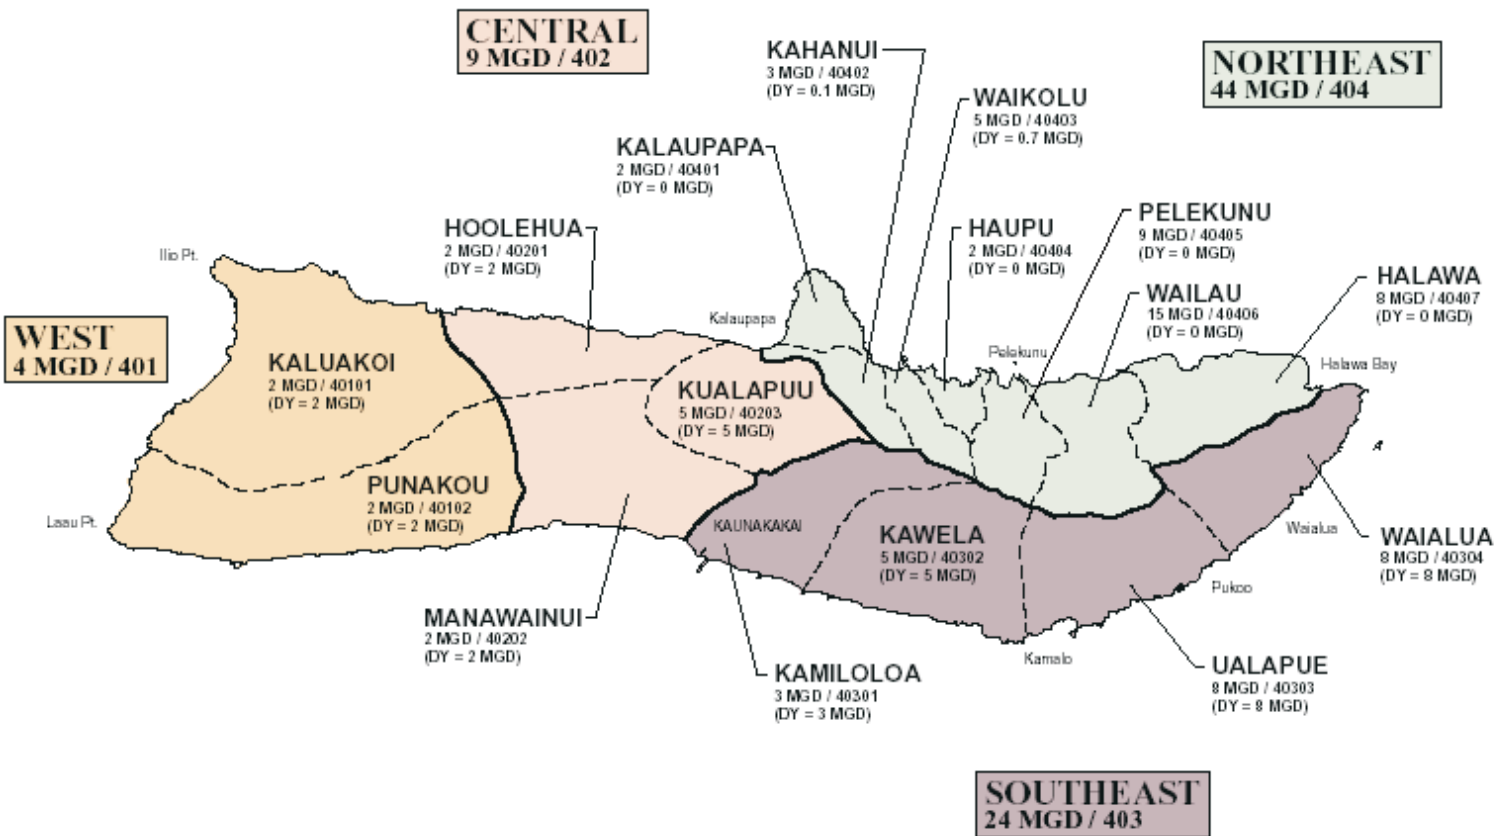 CENTRAL
9 MGD / 402
KAHANUI
3 MGD / 40402
(DY = 0.1 MGD)
NORTHEAST
44 MGD / 404
WAIKOLU
5 MGD / 40403
(DY = 0.7 MGD)
KALAUPAPA
2 MGD / 40401
(DY = 0 MGD)
HOOLEHUA
2 MGD / 40201
(DY = 2 MGD)
HAUPU
2 MGD / 40404
(DY = 0 MGD)
PELEKUNU
9 MGD / 40405
(DY = 0 MGD)
Ilio Pt.
HALAWA
8 MGD / 40407
(DY = 0 MGD)
WAILAU
15 MGD / 40406
(DY = 0 MGD)
Kalaupapa
WEST
4 MGD / 401
Pelekunu
Halawa Bay
KALUAKOI
2 MGD / 40101
(DY = 2 MGD)
KUALAPUU
5 MGD / 40203
(DY = 5 MGD)
A
PUNAKOU
2 MGD / 40102
(DY = 2 MGD)
Laau Pt.
KAUNAKAKAI
KAWELA
5 MGD / 40302
(DY = 5 MGD)
Waialua
WAIALUA
8 MGD / 40304
(DY = 8 MGD)
Pukoo
MANAWAINUI
2 MGD / 40202
(DY = 2 MGD)
Kamalo
KAMILOLOA
3 MGD / 40301
(DY = 3 MGD)
UALAPUE
8 MGD / 40303
(DY = 8 MGD)
SOUTHEAST
24 MGD / 403